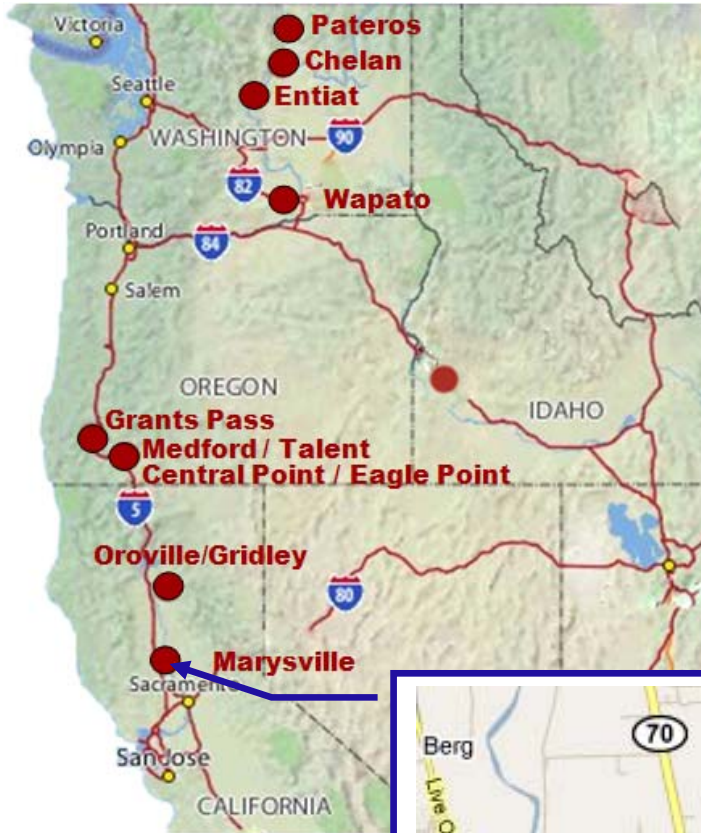 Victoria
Pateros
Chelan
Seattle
Entiat
WASHINGTON
90
Olympia
82
Wapato
Portland
84
Salem
OREGON
IDAHO
Grants Pass
Medford / Talent
Central Point / Eagle Point
5
Oroville/Gridley
80
Marysville
Sacramento
San Jose
CALIFORNIA
Berg
70
Live O